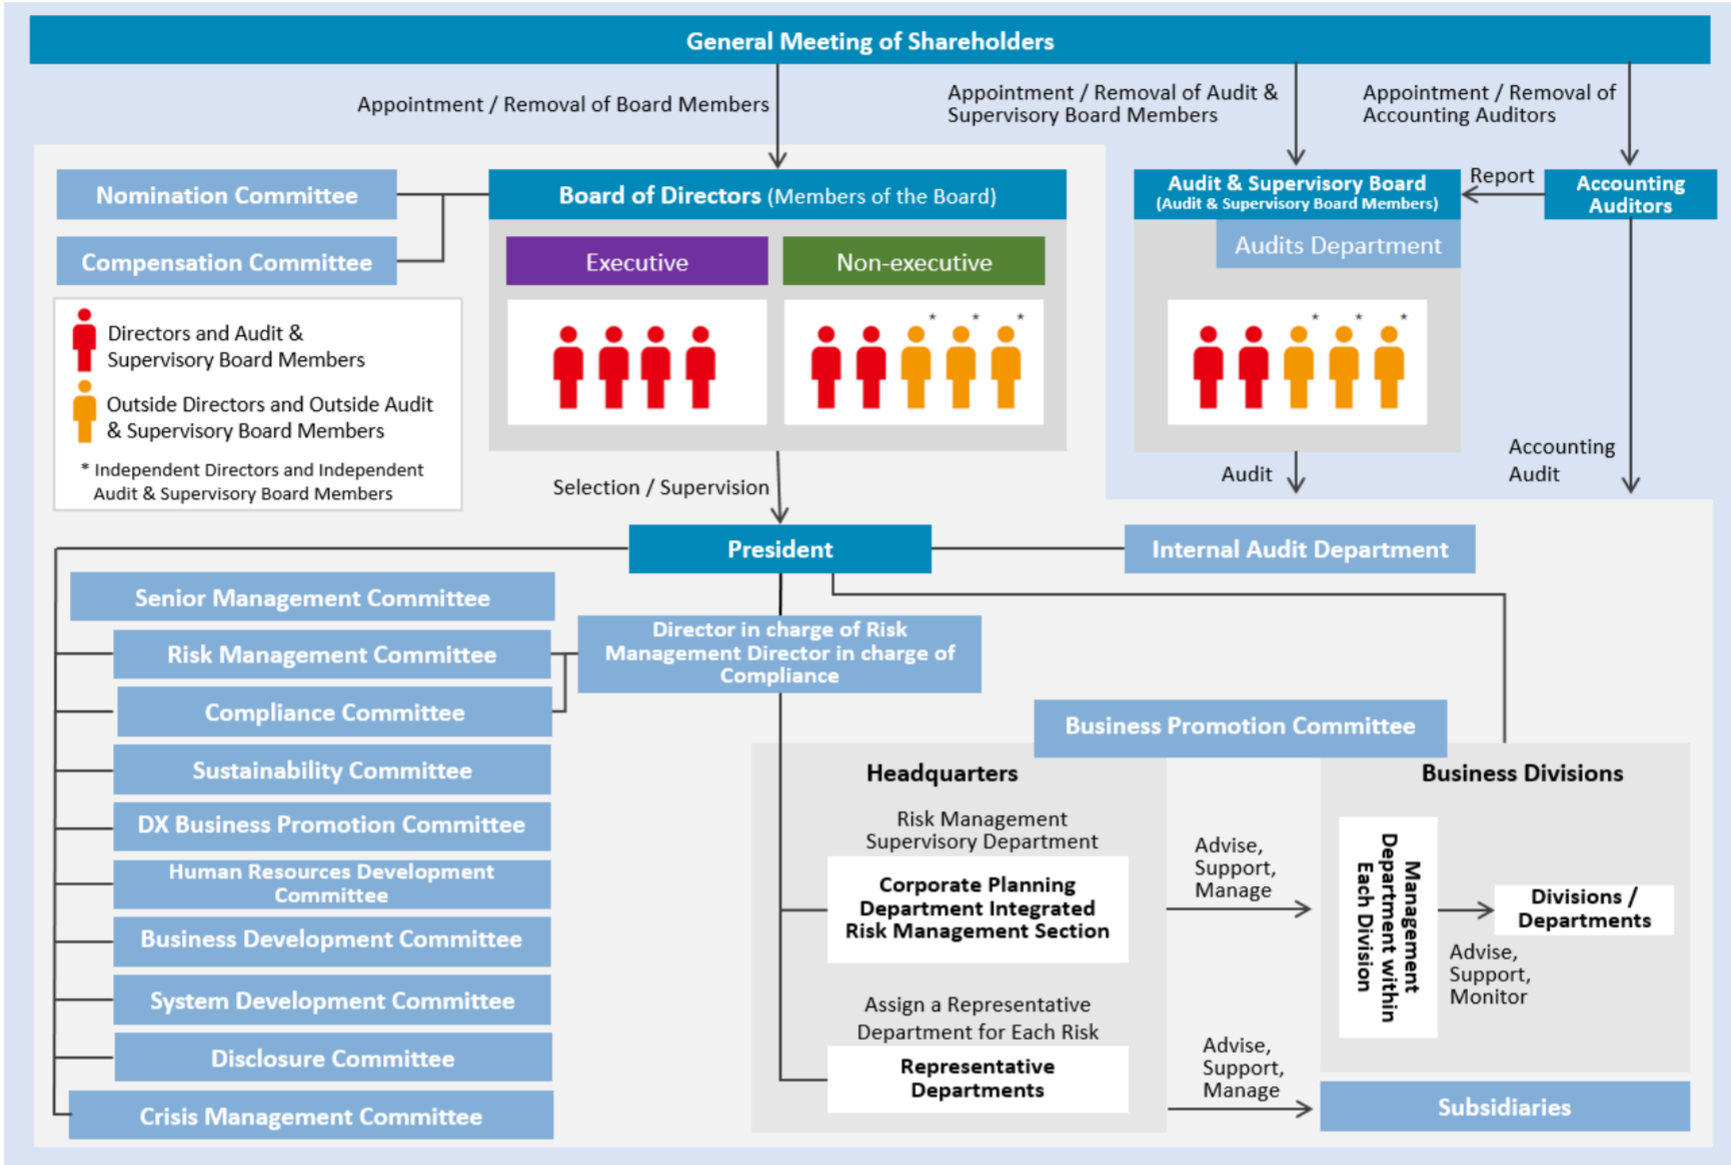 General Meeting of Shareholders
Appointment / Removal of Board Members
Appointment / Removal of Audit &
Supervisory Board Members
Appointment / Removal of
Accounting Auditors
Nomination Committee
Compensation Committee
Board of Directors (Members of the Board)
Executive
Non-executive
* * *
Audit & Supervisory Board
(Audit & Supervisory Board Members)
Audits Department
* * *
Report
Accounting
Auditors
Directors and Audit &
Supervisory Board Members
Outside Directors and Outside Audit
& Supervisory Board Members
* Independent Directors and Independent
Audit & Supervisory Board Members
Selection / Supervision
Audit
Accounting
Audit
President
Internal Audit Department
Senior Management Committee
Risk Management Committee
Compliance Committee
Sustainability Committee
DX Business Promotion Committee
Human Resources Development
Committee
Business Development Committee
System Development Committee
Disclosure Committee
Crisis Management Committee
Director in charge of Risk
Management Director in charge of
Compliance
Business Promotion Committee
Headquarters
Risk Management
Supervisory Department
Corporate Planning
Department Integrated
Risk Management Section
Assign a Representative
Department for Each Risk
Representative
Departments
Advise,
Support,
Manage
Advise,
Support,
Manage
Business Divisions
Management
Department within
Each Division
Divisions /
Departments
Advise,
Support,
Monitor
Subsidiaries